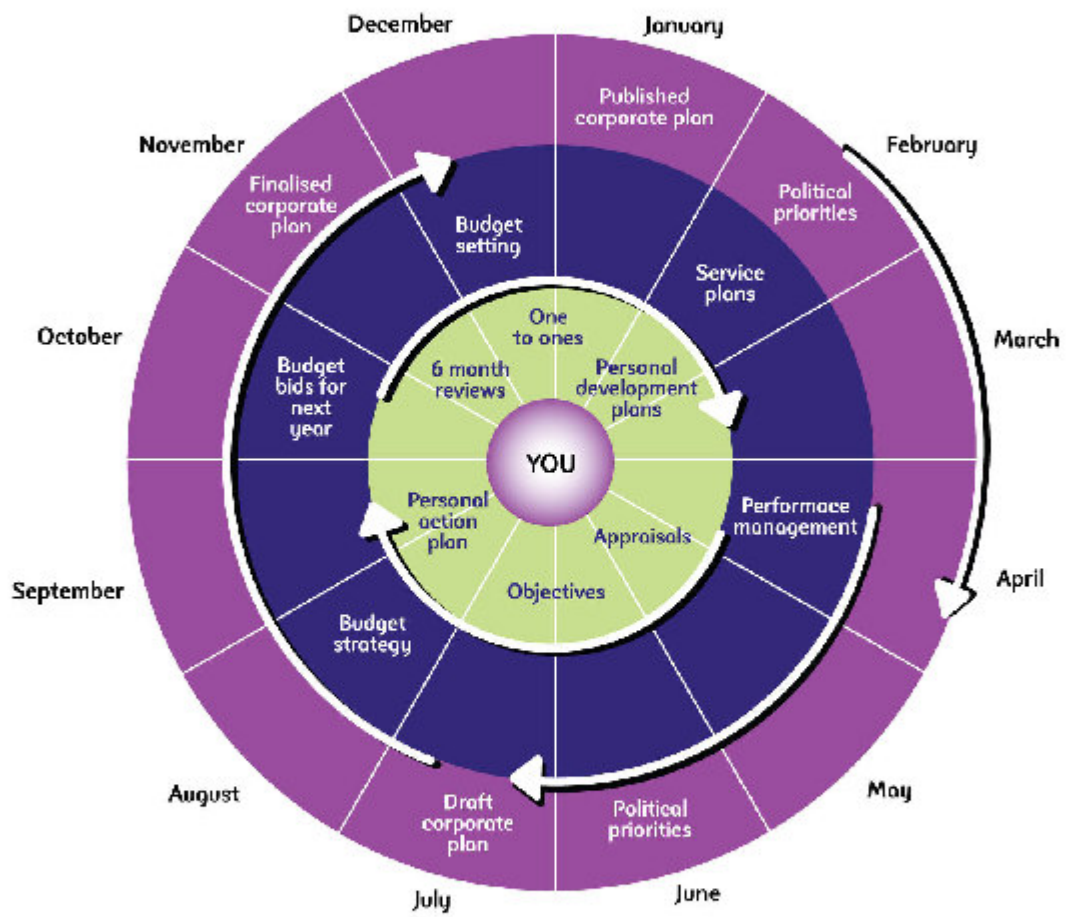 December
January
November
February
October
March
September
April
August
May
July
June
Published
corporate plan
Political
priorities
Finalised
corporate
plan
Budget
setting
Service
plans
Budget
bids for
next
year
Performace
management
Budget
strategy
Draft
corporate
plan
Political
priorities
One
to ones
6 month
reviews
Personal
development
plans
YOU
Personal
action
plan
Appraisals
Objectives